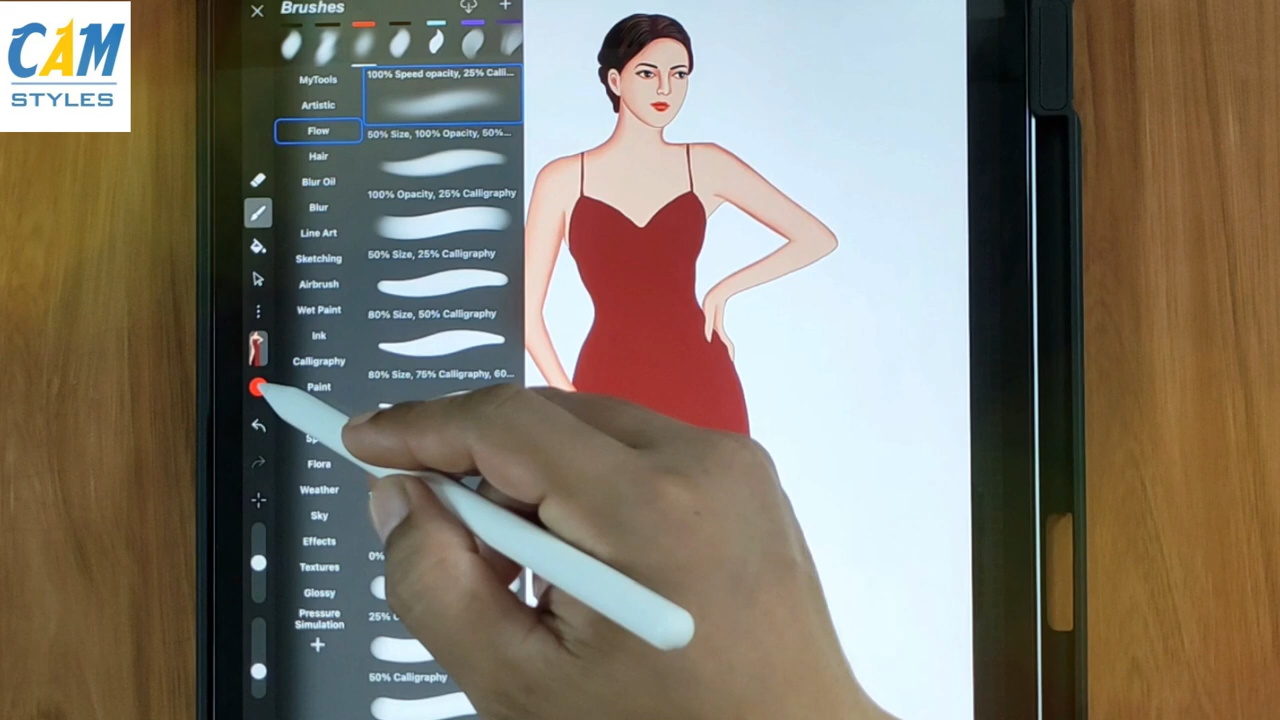 CAM
STYLES
Brushes
MyTools
Artistic
Flow
Hair
Blur Oil
Blur
Line Art
Sketching
Airbrush
Wet Paint
Ink
Calligraphy
Paint
Flora
Weather
Sky
Effects
Textures
Glossy
Pressure
Simulation
100% Speed opacity, 25% Calli...
50% Size, 100% Opacity, 50%...
100% Opacity, 25% Calligraphy
50% Size, 25% Calligraphy
80% Size, 50% Calligraphy
80% Size, 75% Calligraphy, 60...
0%
25%
50% Calligraphy